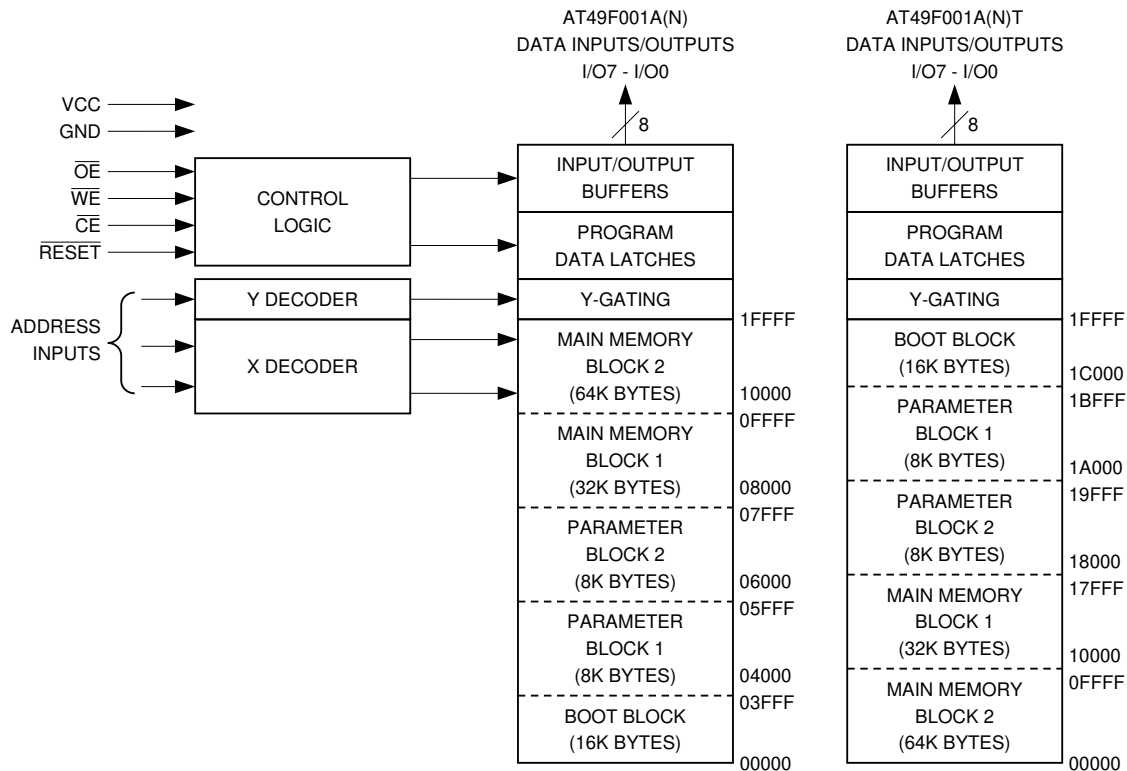 AT49F001A(N)
DATA INPUTS/OUTPUTS
I/O7 - I/O0
8
AT49F001A(N)T
DATA INPUTS/OUTPUTS
I/O7 - I/O0
8
VCC
GND
O̅E̅
W̅E̅
C̅E̅
R̅E̅S̅E̅T̅
CONTROL
LOGIC
ADDRESS
INPUTS
Y DECODER
X DECODER
INPUT/OUTPUT
BUFFERS
PROGRAM
DATA LATCHES
Y-GATING
1FFFF
MAIN MEMORY
BLOCK 2
(64K BYTES)
10000
0FFFF
MAIN MEMORY
BLOCK 1
(32K BYTES)
08000
07FFF
PARAMETER
BLOCK 2
(8K BYTES)
06000
05FFF
PARAMETER
BLOCK 1
(8K BYTES)
04000
03FFF
BOOT BLOCK
(16K BYTES)
00000
INPUT/OUTPUT
BUFFERS
PROGRAM
DATA LATCHES
Y-GATING
1FFFF
BOOT BLOCK
(16K BYTES)
1C000
1BFFF
PARAMETER
BLOCK 1
(8K BYTES)
1A000
19FFF
PARAMETER
BLOCK 2
(8K BYTES)
18000
17FFF
MAIN MEMORY
BLOCK 1
(32K BYTES)
10000
0FFFF
MAIN MEMORY
BLOCK 2
(64K BYTES)
00000